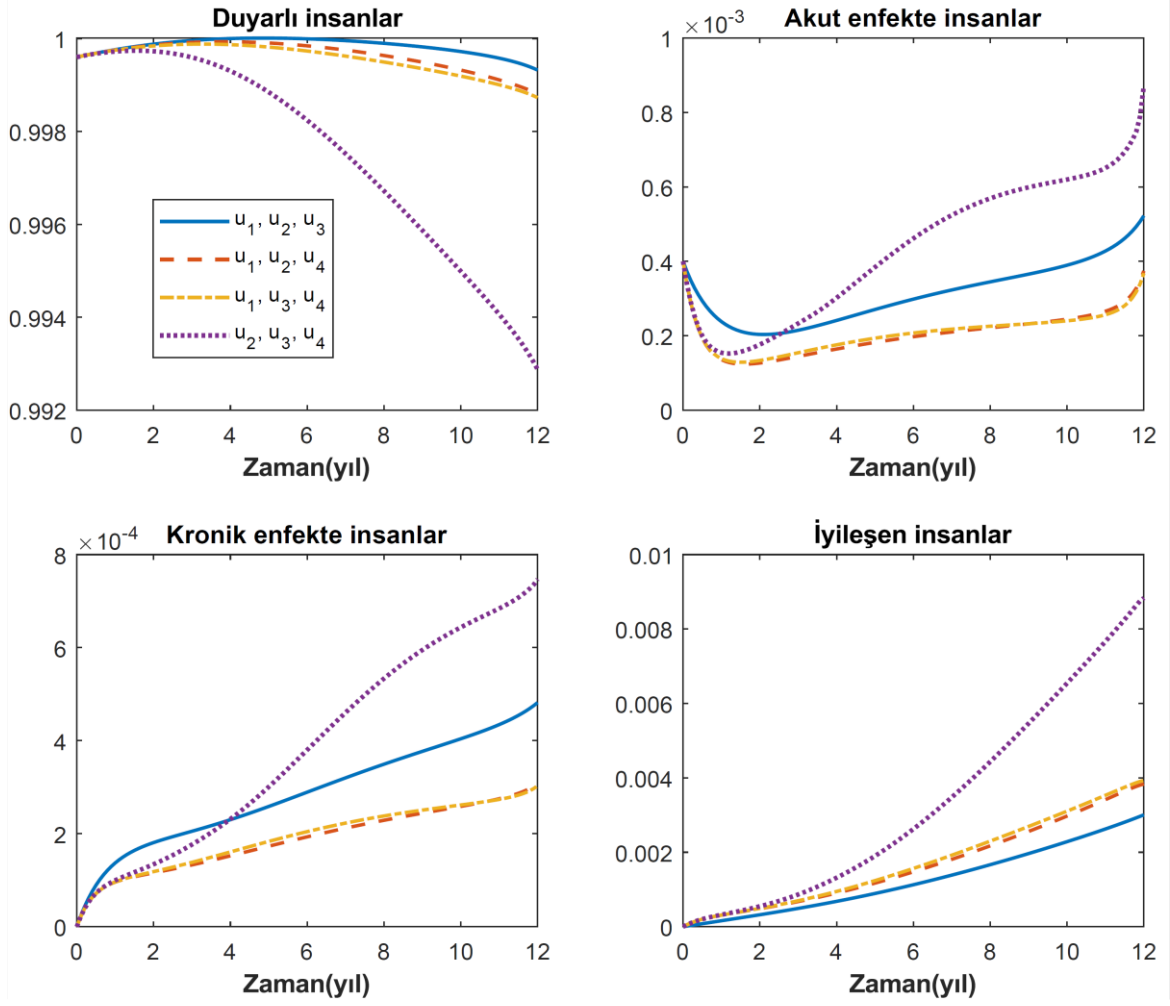 Duyarlı insanlar
1
0.998
0.996
0.994
0.992
0 2 4 6 8 10 12
Zaman(yıl)
u1, u2, u3
u1, u2, u4
u1, u3, u4
u2, u3, u4
Akut enfekte insanlar
×10-3
1
0.8
0.6
0.4
0.2
0
0 2 4 6 8 10 12
Zaman(yıl)
Kronik enfekte insanlar
×10-4
8
6
4
2
0
0 2 4 6 8 10 12
Zaman(yıl)
İyileşen insanlar
0.01
0.008
0.006
0.004
0.002
0
0 2 4 6 8 10 12
Zaman(yıl)